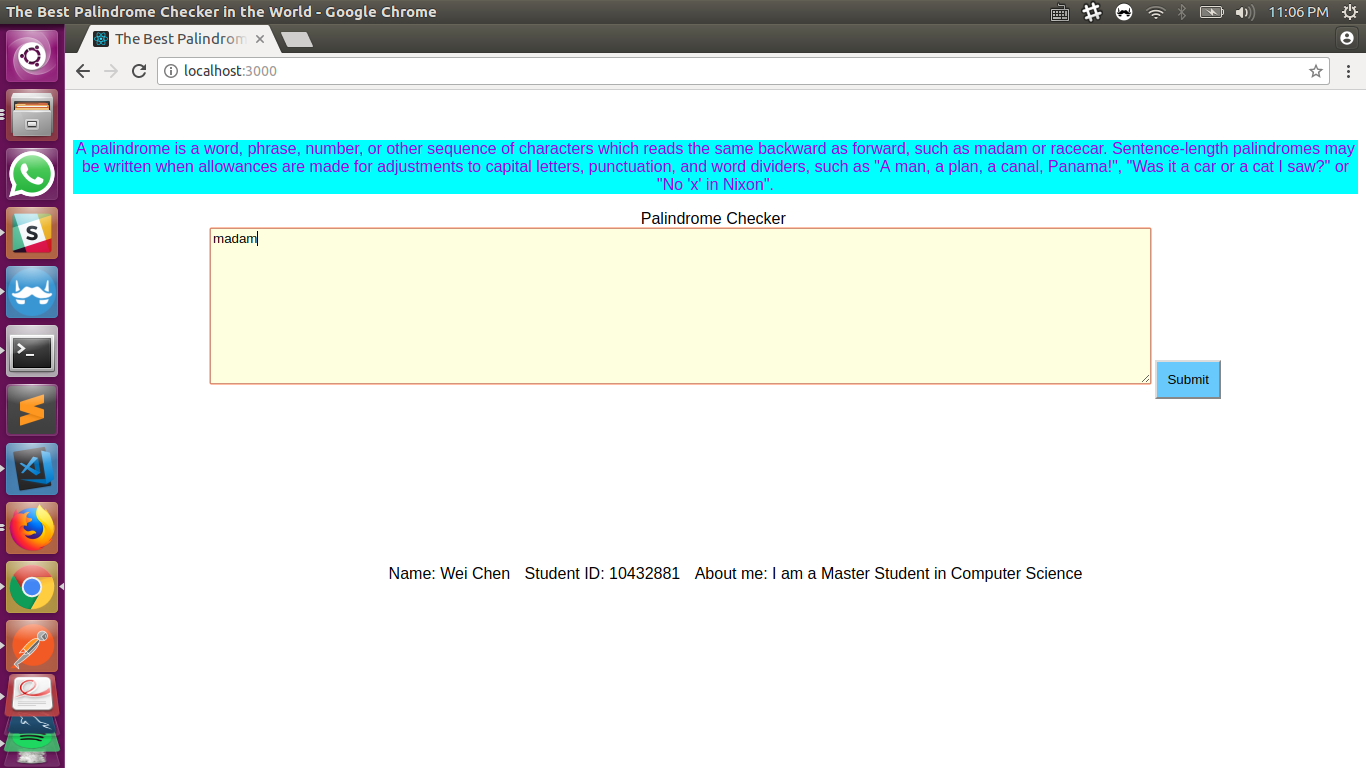 The Best Palindrome Checker in the World - Google Chrome
11:06 PM
The Best Palindrom
localhost:3000
A palindrome is a word, phrase, number, or other sequence of characters which reads the same backward as forward, such as madam or racecar. Sentence-length palindromes may
be written when allowances are made for adjustments to capital letters, punctuation, and word dividers, such as "A man, a plan, a canal, Panama!", "Was it a car or a cat I saw?" or
"No 'x' in Nixon".
Palindrome Checker
madam
Submit
Name: Wei Chen Student ID: 10432881 About me: I am a Master Student in Computer Science